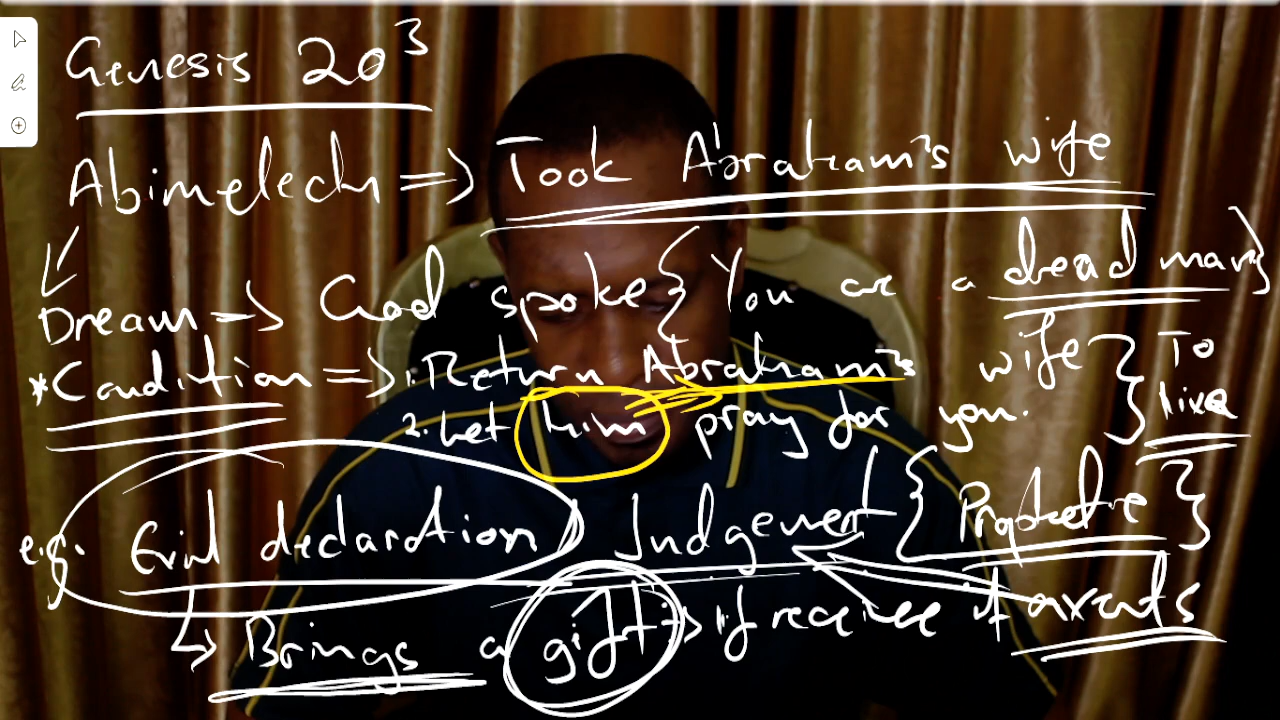 Genesis 20³
Abimelech => Took Abraham's wife
Dream => God spoke { You are a dead man }
*Condition => 1. Return Abraham's wife } To live
2. Let him pray for you.
e.g. Evil declaration Judgement { Prophetic }
↳ Brings a gift -> if receive it averts